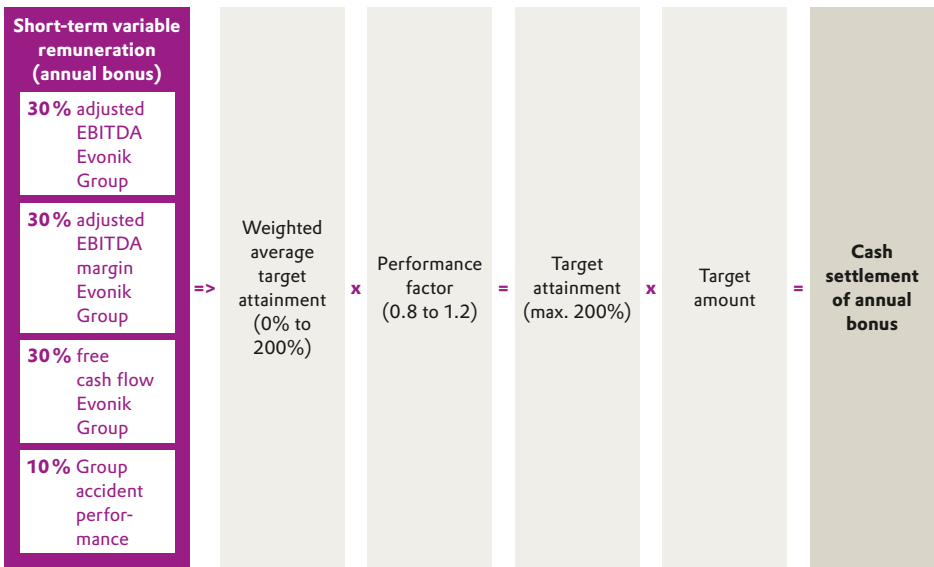 Short-term variable
remuneration
(annual bonus)
30% adjusted
EBITDA
Evonik
Group
30% adjusted
EBITDA
margin
Evonik
Group
30% free
cash flow
Evonik
Group
10% Group
accident
perfor-
mance
=>
Weighted
average
target
attainment
(0% to
200%)
x
Performance
factor
(0.8 to 1.2)
=
Target
attainment
(max. 200%)
x
Target
amount
=
Cash
settlement
of annual
bonus